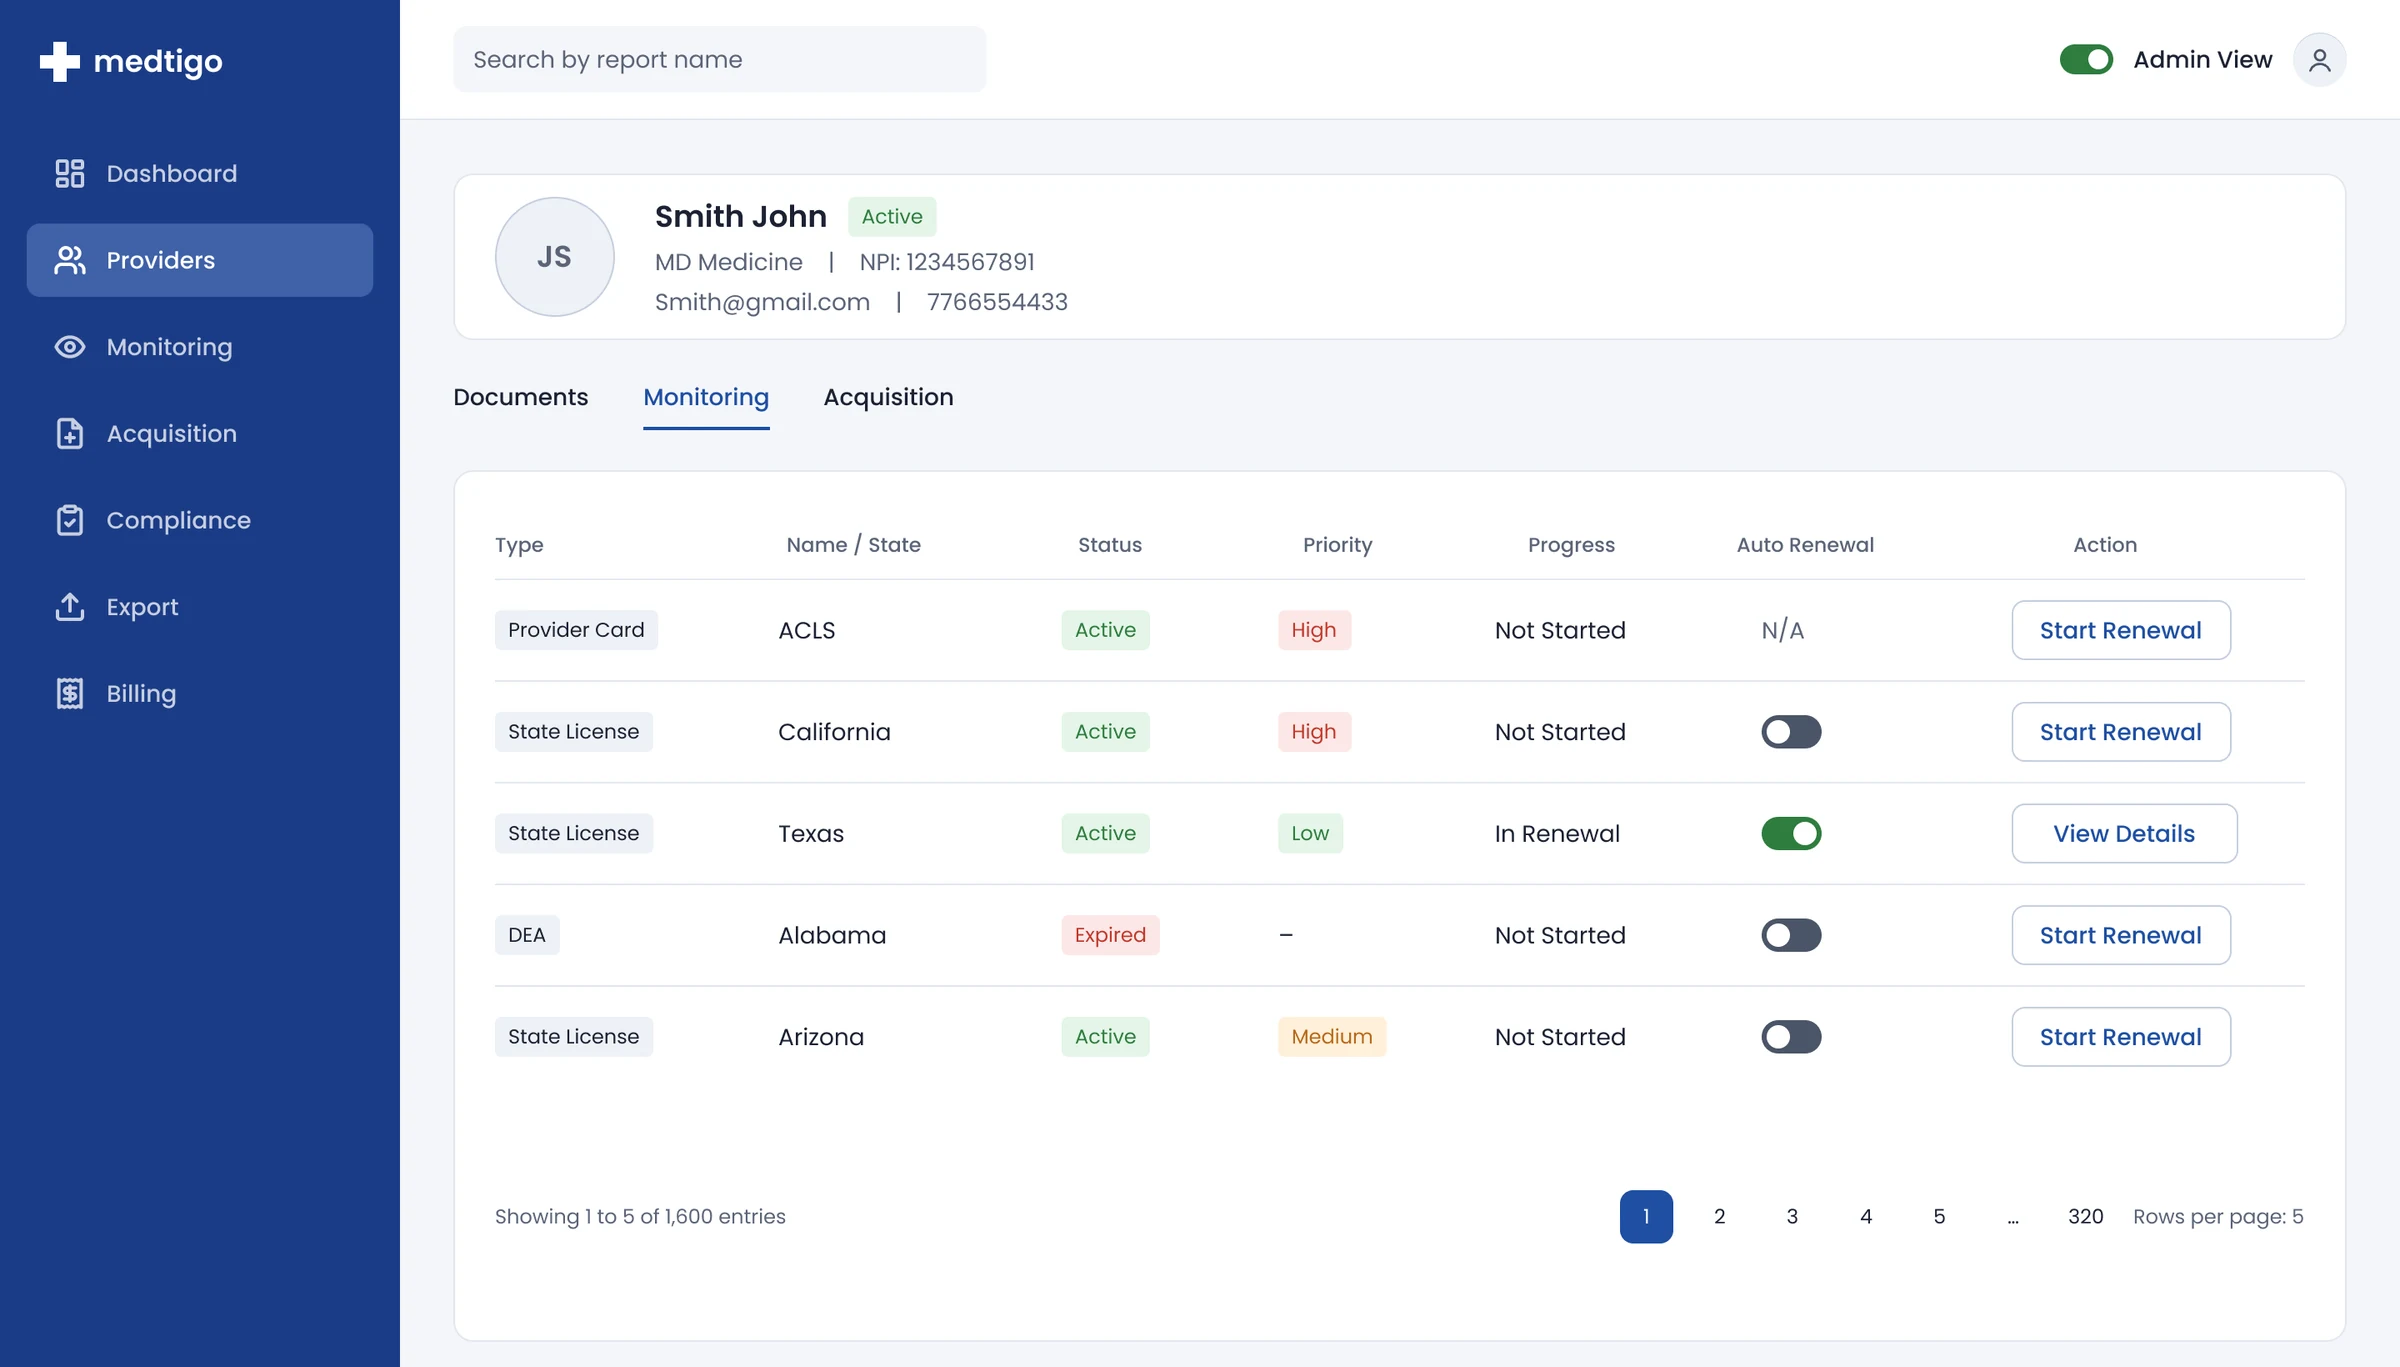 medtigo
Search by report name
Admin View
Dashboard
Providers
Monitoring
Acquisition
Compliance
Export
Billing
JS
Smith John Active
MD Medicine | NPI: 1234567891
Smith@gmail.com | 7766554433
Documents Monitoring Acquisition
Type Name / State Status Priority Progress Auto Renewal Action
Provider Card ACLS Active High Not Started N/A Start Renewal
State License California Active High Not Started Start Renewal
State License Texas Active Low In Renewal View Details
DEA Alabama Expired – Not Started Start Renewal
State License Arizona Active Medium Not Started Start Renewal
Showing 1 to 5 of 1,600 entries 1 2 3 4 5 ... 320 Rows per page: 5